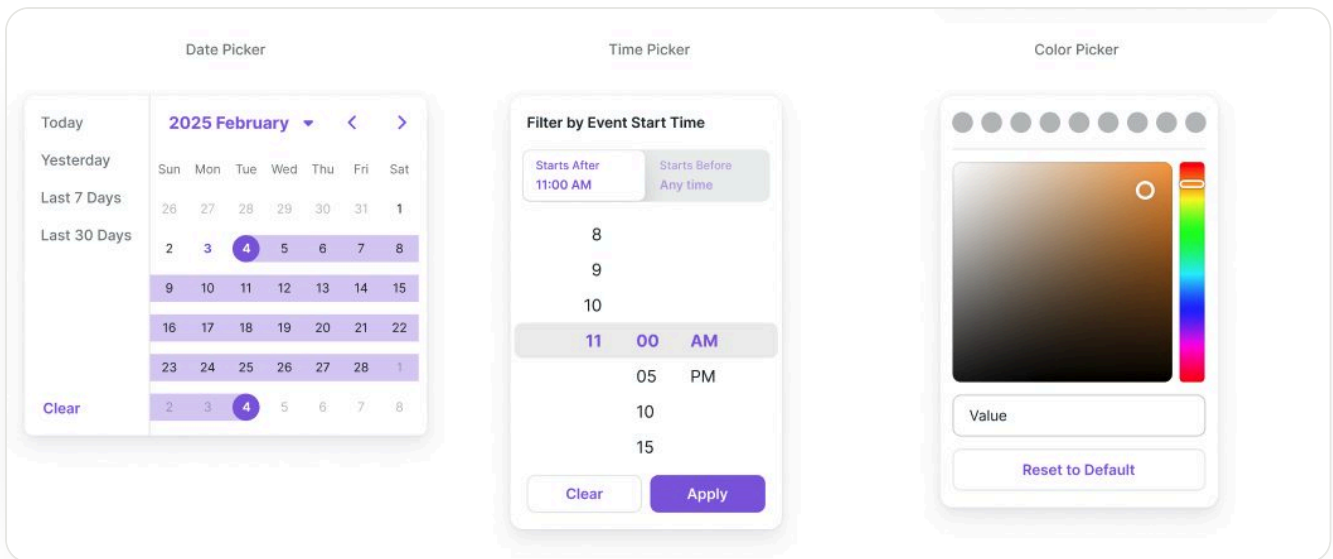 Date Picker
Today
Yesterday
Last 7 Days
Last 30 Days
Clear
2025 February
Sun Mon Tue Wed Thu Fri Sat
26 27 28 29 30 31 1
2 3 4 5 6 7 8
9 10 11 12 13 14 15
16 17 18 19 20 21 22
23 24 25 26 27 28 1
2 3 4 5 6 7 8
Time Picker
Filter by Event Start Time
Starts After
11:00 AM
Starts Before
Any time
8
9
10
11 00 AM
05 PM
10
15
Clear
Apply
Color Picker
Value
Reset to Default